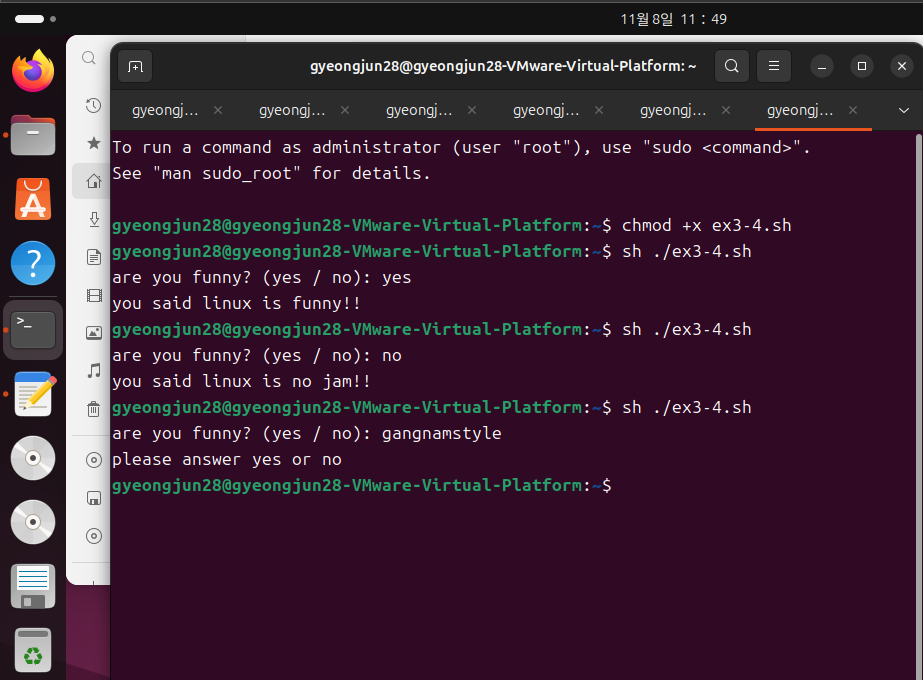 11월 8일 11 : 49
gyeongjun28@gyeongjun28-VMware-Virtual-Platform: ~
gyeongj... gyeongj... gyeongj... gyeongj... gyeongj... gyeongj...
To run a command as administrator (user "root"), use "sudo <command>".
See "man sudo_root" for details.
gyeongjun28@gyeongjun28-VMware-Virtual-Platform:~$ chmod +x ex3-4.sh
gyeongjun28@gyeongjun28-VMware-Virtual-Platform:~$ sh ./ex3-4.sh
are you funny? (yes / no): yes
you said linux is funny!!
gyeongjun28@gyeongjun28-VMware-Virtual-Platform:~$ sh ./ex3-4.sh
are you funny? (yes / no): no
you said linux is no jam!!
gyeongjun28@gyeongjun28-VMware-Virtual-Platform:~$ sh ./ex3-4.sh
are you funny? (yes / no): gangnamstyle
please answer yes or no
gyeongjun28@gyeongjun28-VMware-Virtual-Platform:~$